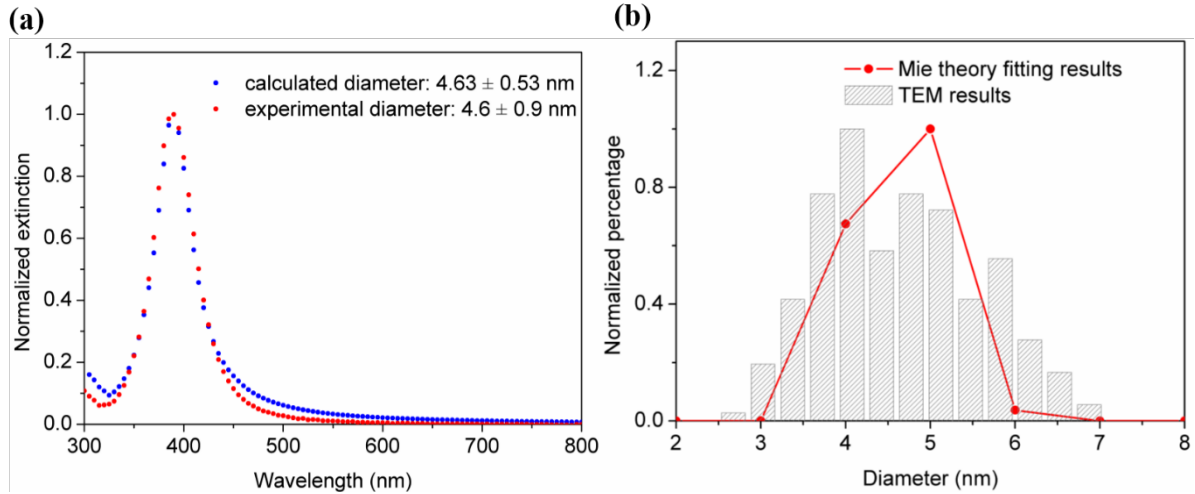 (a)
1.2
1.0
0.8
0.6
0.4
0.2
0.0
Normalized extinction
calculated diameter: 4.63 ± 0.53 nm
experimental diameter: 4.6 ± 0.9 nm
300 400 500 600 700 800
Wavelength (nm)
(b)
1.2
0.8
0.4
0.0
Normalized percentage
Mie theory fitting results
TEM results
2 3 4 5 6 7 8
Diameter (nm)